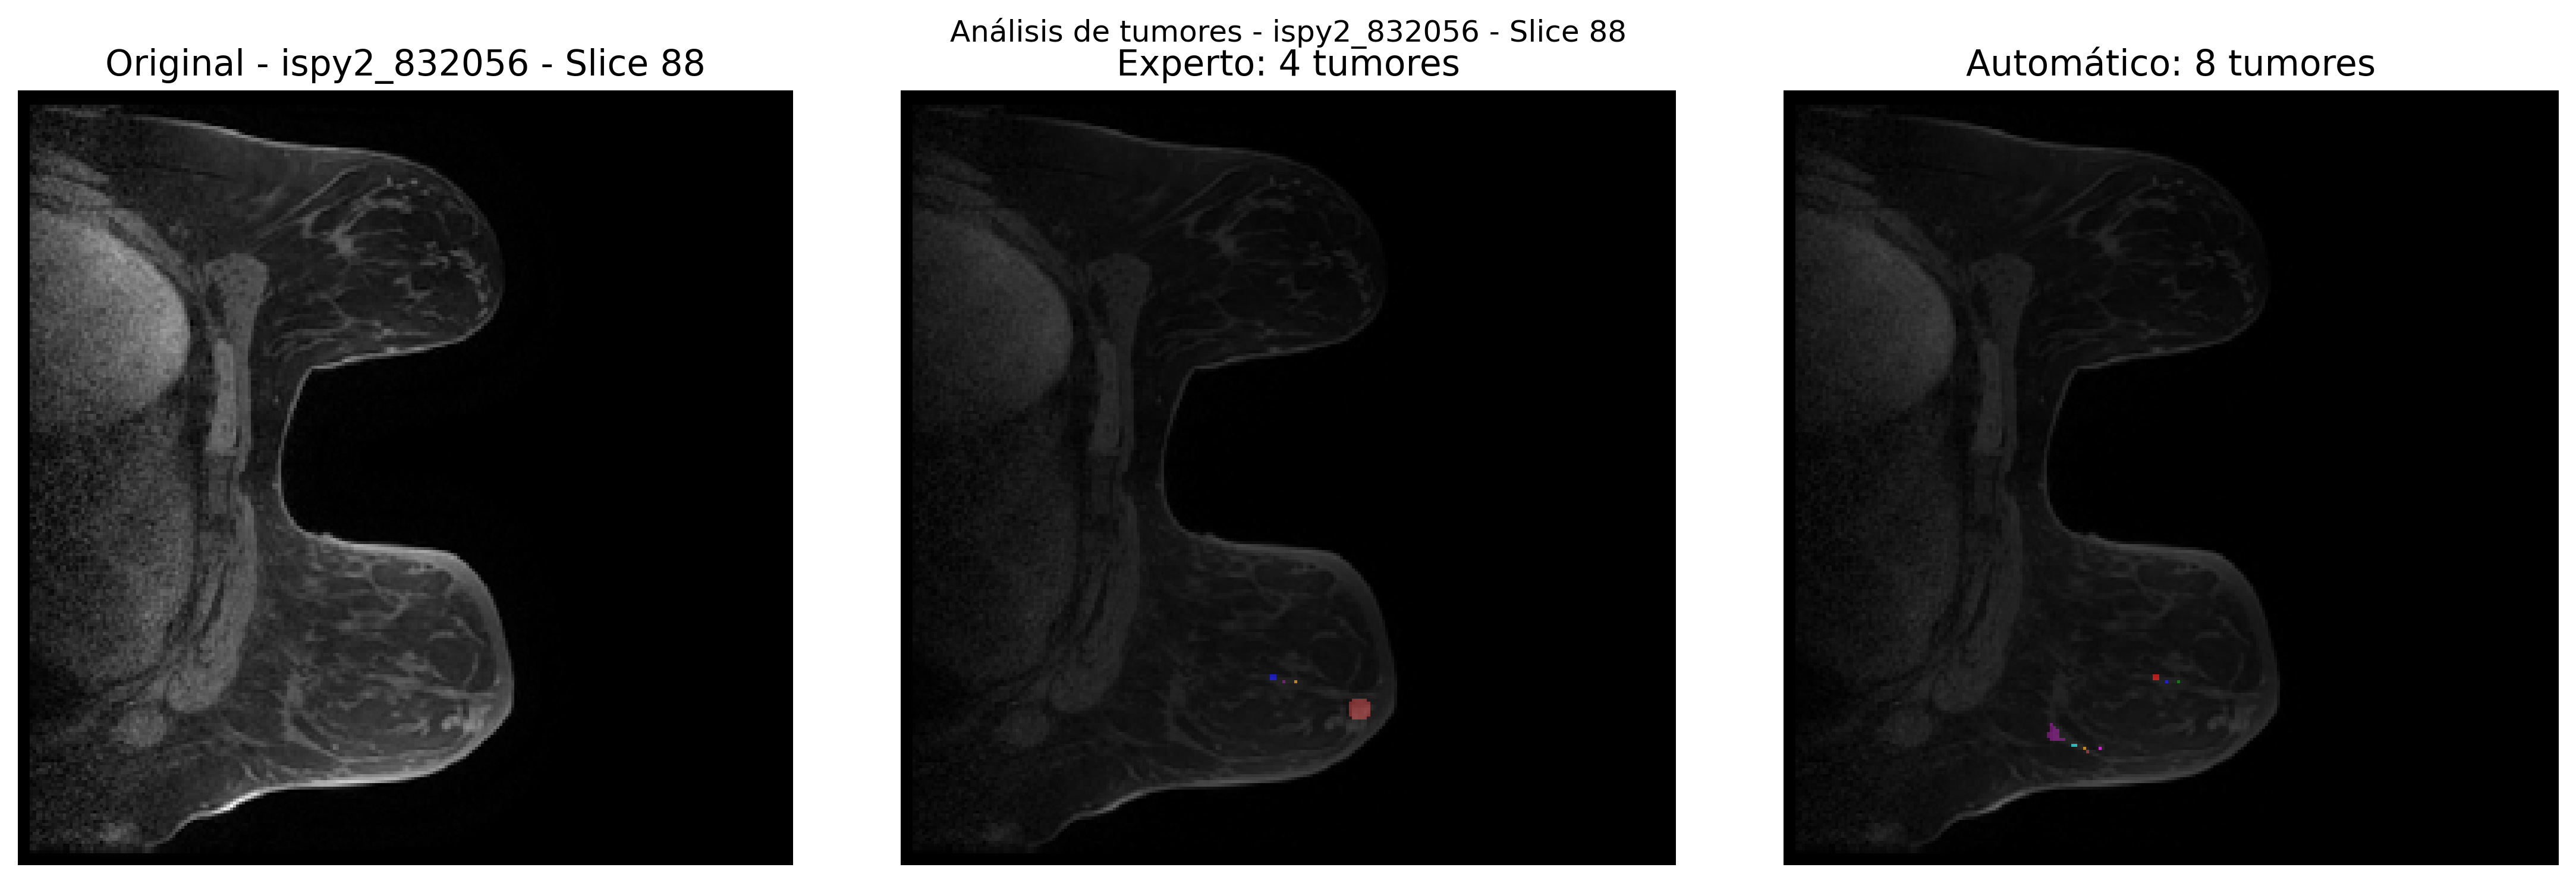 Análisis de tumores - ispy2_832056 - Slice 88
Original - ispy2_832056 - Slice 88
Experto: 4 tumores
Automático: 8 tumores